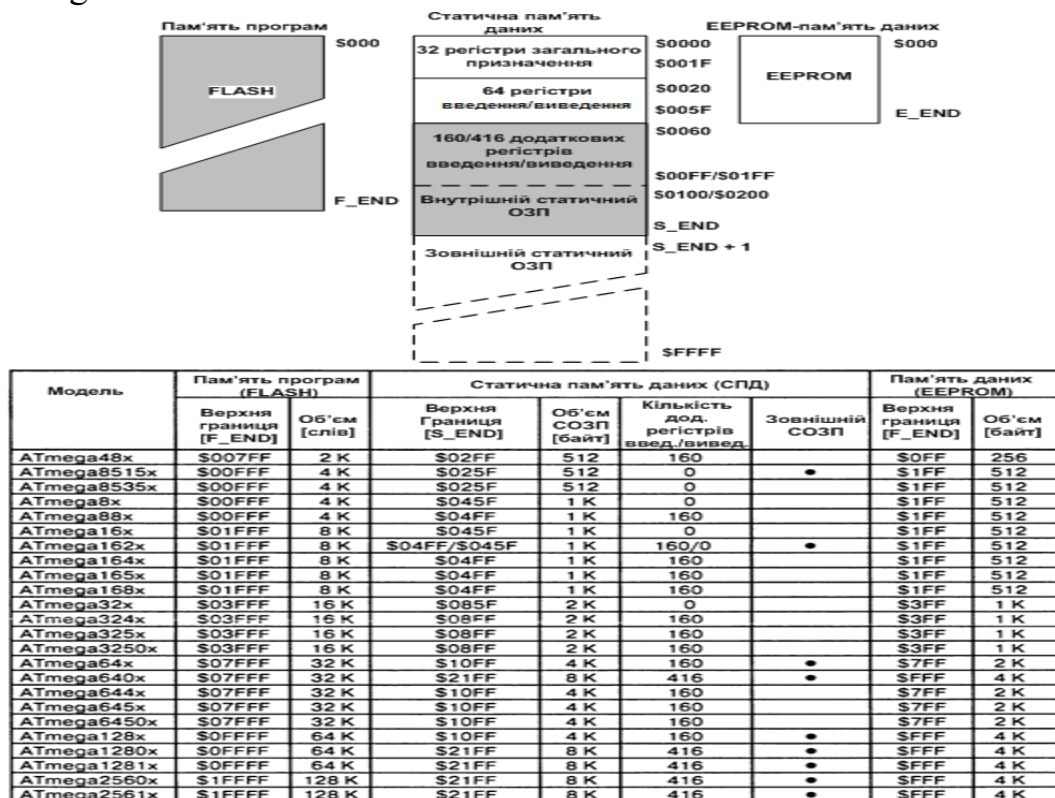 Пам'ять програм
$000
FLASH
F_END
Статична пам'ять
даних
32 регістри загального
призначення
$0000
$001F
64 регістри
введення/виведення
$0020
$005F
160/416 додаткових
регістрів
введення/виведення
$0060
$00FF/$01FF
Внутрішній статичний
ОЗП
$0100/$0200
S_END
Зовнішній статичний
ОЗП
S_END + 1
$FFFF
EEPROM-пам'ять даних
$000
EEPROM
E_END
Модель
Пам'ять програм
(FLASH)
Статична пам'ять даних (СПД)
Пам'ять даних
(EEPROM)
Верхня
границя
[F_END]
Об'єм
[слів]
Верхня
Границя
[S_END]
Об'єм
СОЗП
[байт]
Кількість
дод.
регістрів
введ./вивед.
Зовнішній
СОЗП
Верхня
границя
[F_END]
Об'єм
[байт]
ATmega48x $007FF 2 K $02FF 512 160 $0FF 256
ATmega8515x $00FFF 4 K $025F 512 0 • $1FF 512
ATmega8535x $00FFF 4 K $025F 512 0 $1FF 512
ATmega8x $00FFF 4 K $045F 1 K 0 $1FF 512
ATmega88x $00FFF 4 K $04FF 1 K 160 $1FF 512
ATmega16x $01FFF 8 K $045F 1 K 0 $1FF 512
ATmega162x $01FFF 8 K $04FF/$045F 1 K 160/0 • $1FF 512
ATmega164x $01FFF 8 K $04FF 1 K 160 $1FF 512
ATmega165x $01FFF 8 K $04FF 1 K 160 $1FF 512
ATmega168x $01FFF 8 K $04FF 1 K 160 $1FF 512
ATmega32x $03FFF 16 K $085F 2 K 0 $3FF 1 K
ATmega324x $03FFF 16 K $08FF 2 K 160 $3FF 1 K
ATmega325x $03FFF 16 K $08FF 2 K 160 $3FF 1 K
ATmega3250x $03FFF 16 K $08FF 2 K 160 $3FF 1 K
ATmega64x $07FFF 32 K $10FF 4 K 160 • $7FF 2 K
ATmega640x $07FFF 32 K $21FF 8 K 416 • $FFF 4 K
ATmega644x $07FFF 32 K $10FF 4 K 160 $7FF 2 K
ATmega645x $07FFF 32 K $10FF 4 K 160 $7FF 2 K
ATmega6450x $07FFF 32 K $10FF 4 K 160 $7FF 2 K
ATmega128x $0FFFF 64 K $10FF 4 K 160 • $FFF 4 K
ATmega1280x $0FFFF 64 K $21FF 8 K 416 • $FFF 4 K
ATmega1281x $0FFFF 64 K $21FF 8 K 416 • $FFF 4 K
ATmega2560x $1FFFF 128 K $21FF 8 K 416 • $FFF 4 K
ATmega2561x $1FFFF 128 K $21FF 8 K 416 • $FFF 4 K